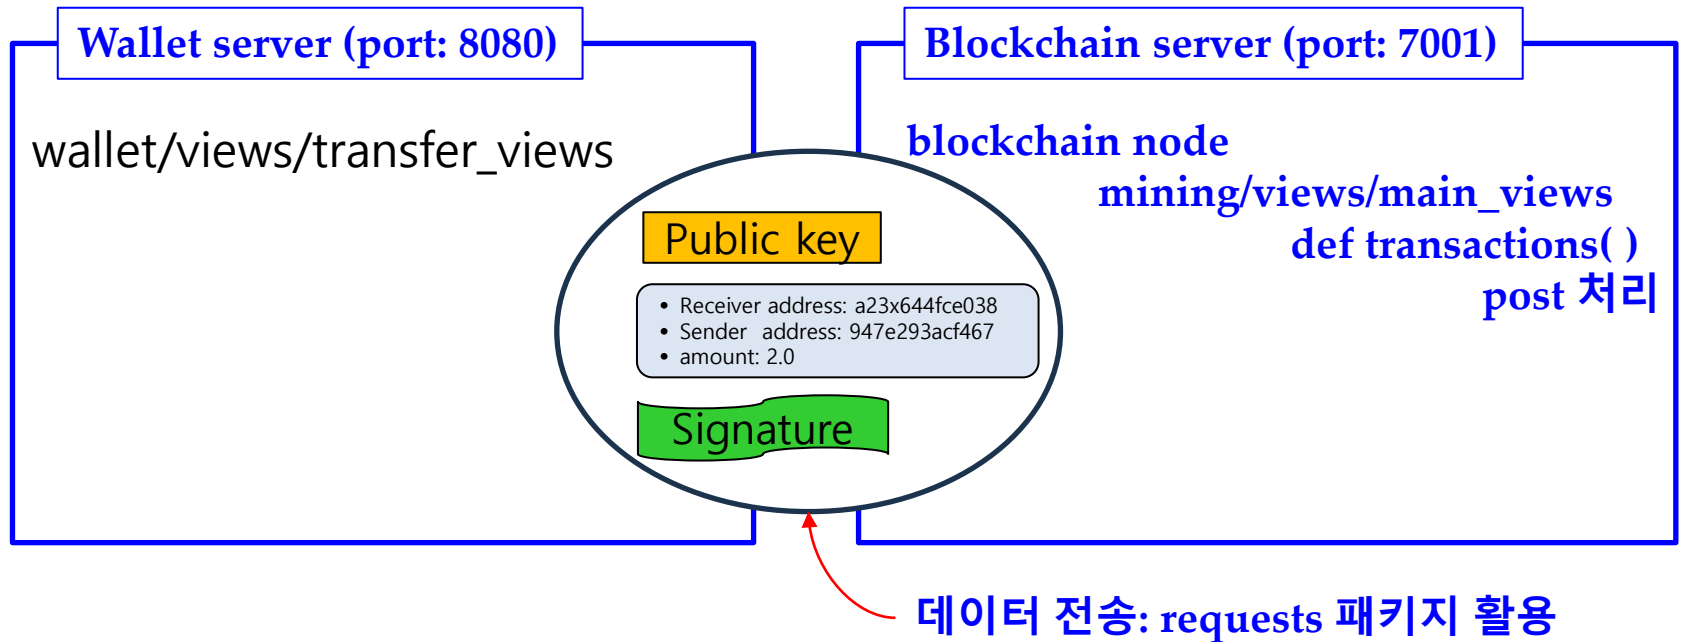 Wallet server (port: 8080)
wallet/views/transfer_views
Blockchain server (port: 7001)
blockchain node
mining/views/main_views
def transactions( )
post 처리
Public key
• Receiver address: a23x644fce038
• Sender address: 947e293acf467
• amount: 2.0
Signature
데이터 전송: requests 패키지 활용